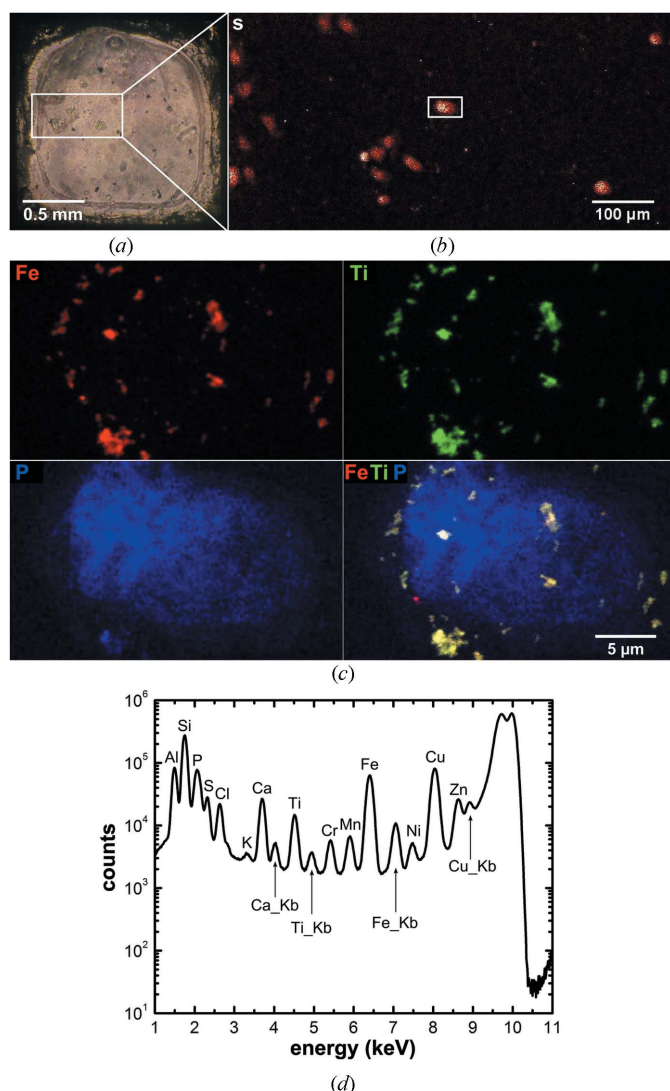 S
0.5 mm
100 µm
(a)
(b)
Fe
Ti
P
Fe Ti P
5 µm
(c)
10^6
10^5
10^4
10^3
10^2
10^1
counts
Al
Si
P
S
Cl
K
Ca
Ca_Kb
Ti
Ti_Kb
Cr
Mn
Fe
Fe_Kb
Ni
Cu
Zn
Cu_Kb
1 2 3 4 5 6 7 8 9 10 11
energy (keV)
(d)